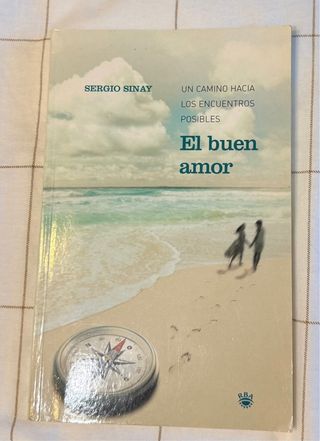 SERGIO SINAY
UN CAMINO HACIA
LOS ENCUENTROS
POSIBLES
El buen
amor
RBA